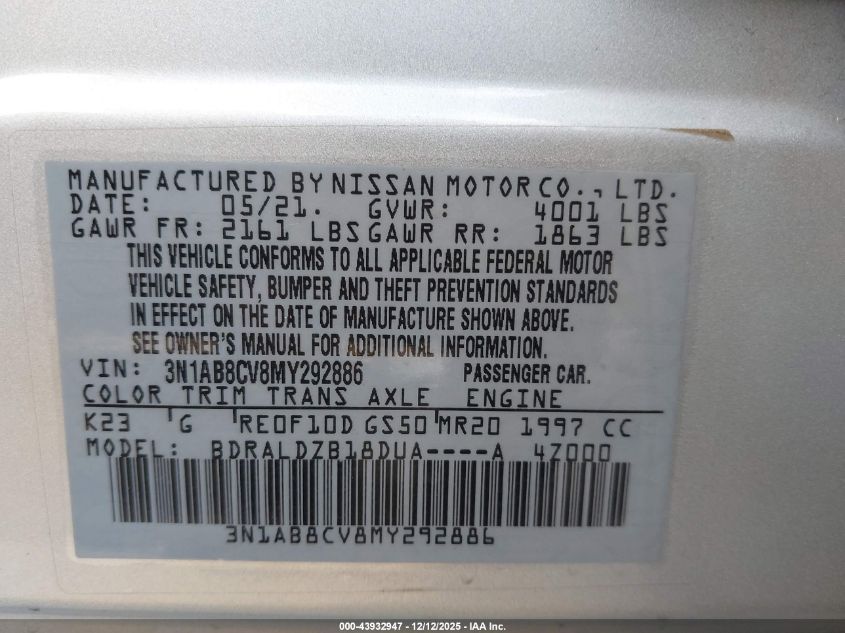 MANUFACTURED BY NISSAN MOTOR CO., LTD.
DATE: 05/21. GVWR: 4001 LBS
GAWR FR: 2161 LBS GAWR RR: 1863 LBS
THIS VEHICLE CONFORMS TO ALL APPLICABLE FEDERAL MOTOR
VEHICLE SAFETY, BUMPER AND THEFT PREVENTION STANDARDS
IN EFFECT ON THE DATE OF MANUFACTURE SHOWN ABOVE.
SEE OWNER'S MANUAL FOR ADDITIONAL INFORMATION.
VIN: 3N1AB8CV8MY292886 PASSENGER CAR.
COLOR TRIM TRANS AXLE ENGINE
K23 G RE0F10D GS50 MR20 1997 CC
MODEL: BDRALDZB18DUA----A 4Z000
3N1AB8CV8MY292886
000-43932947 - 12/12/2025 - IAA Inc.